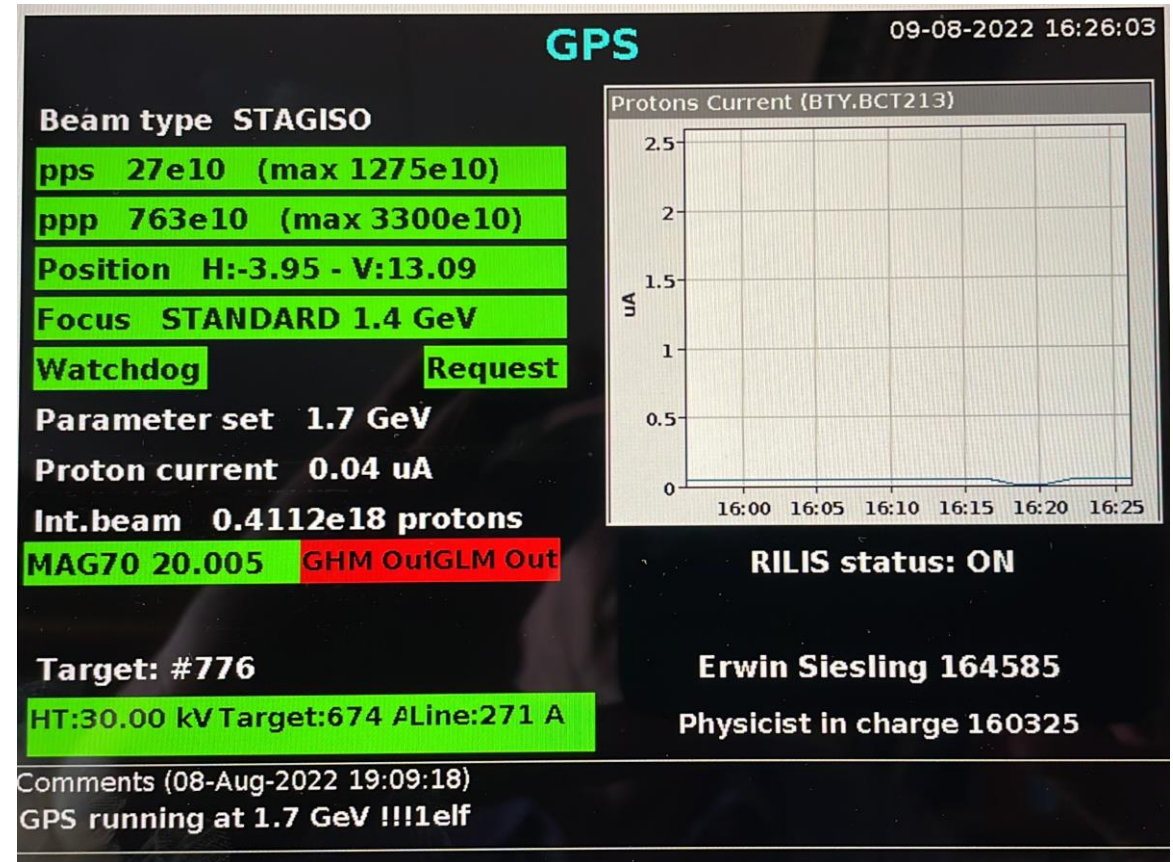 GPS
09-08-2022 16:26:03
Beam type STAGISO
pps 27e10 (max 1275e10)
ppp 763e10 (max 3300e10)
Position H:-3.95 - V:13.09
Focus STANDARD 1.4 GeV
Watchdog Request
Parameter set 1.7 GeV
Proton current 0.04 uA
Int.beam 0.4112e18 protons
MAG70 20.005 GHM Out GLM Out
Protons Current (BTY.BCT213)
2.5
2
1.5
1
0.5
0
uA
16:00 16:05 16:10 16:15 16:20 16:25
RILIS status: ON
Target: #776
HT:30.00 kV Target:674 A Line:271 A
Erwin Siesling 164585
Physicist in charge 160325
Comments (08-Aug-2022 19:09:18)
GPS running at 1.7 GeV !!!1elf